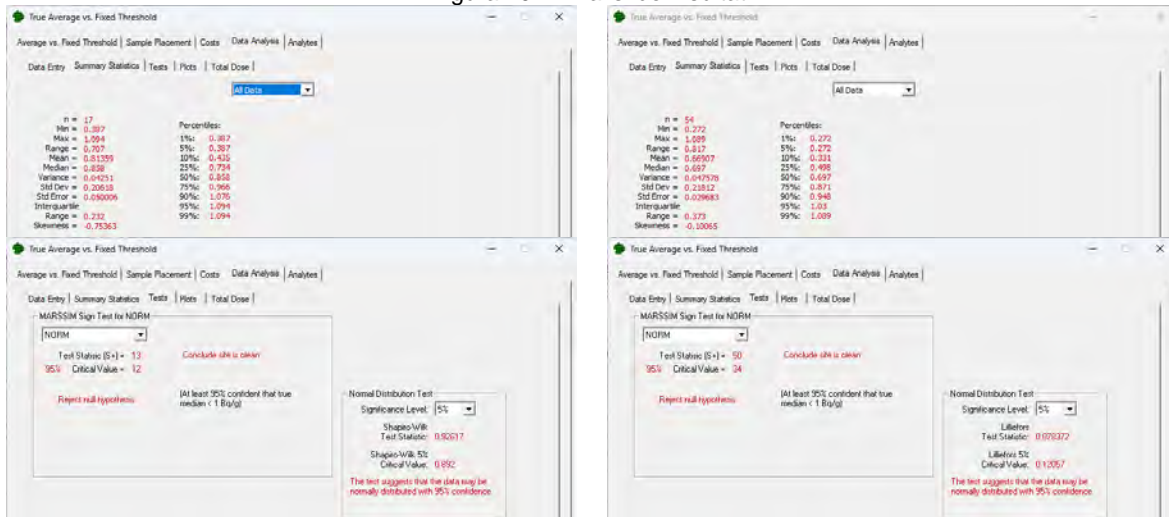 True Average vs. Fixed Threshold
Average vs. Fixed Threshold | Sample Placement | Costs | Data Analysis | Analytes
Data Entry | Summary Statistics | Tests | Plots | Total Dose
All Data
n = 17
Min = 0.387
Max = 1.094
Range = 0.707
Mean = 0.81359
Median = 0.858
Variance = 0.04251
Std Dev = 0.20618
Std Error = 0.050006
Interquartile
Range = 0.232
Skewness = -0.75363
Percentiles:
1%: 0.387
5%: 0.387
10%: 0.435
25%: 0.734
50%: 0.858
75%: 0.966
90%: 1.076
95%: 1.094
99%: 1.094
True Average vs. Fixed Threshold
Average vs. Fixed Threshold | Sample Placement | Costs | Data Analysis | Analytes
Data Entry | Summary Statistics | Tests | Plots | Total Dose
All Data
n = 54
Min = 0.272
Max = 1.089
Range = 0.817
Mean = 0.66907
Median = 0.697
Variance = 0.047578
Std Dev = 0.21812
Std Error = 0.029683
Interquartile
Range = 0.373
Skewness = -0.10065
Percentiles:
1%: 0.272
5%: 0.272
10%: 0.331
25%: 0.498
50%: 0.697
75%: 0.871
90%: 0.948
95%: 1.03
99%: 1.089
True Average vs. Fixed Threshold
Average vs. Fixed Threshold | Sample Placement | Costs | Data Analysis | Analytes
Data Entry | Summary Statistics | Tests | Plots | Total Dose
MARSSIM Sign Test for NORM
NORM
Test Statistic (S+) = 13
95% Critical Value = 12
Conclude site is clean
Reject null hypothesis
(At least 95% confident that true
median < 1 Bq/g)
Normal Distribution Test
Significance Level: 5%
Shapiro-Wilk
Test Statistic: 0.92617
Shapiro-Wilk 5%
Critical Value: 0.892
The test suggests that the data may be
normally distributed with 95% confidence
True Average vs. Fixed Threshold
Average vs. Fixed Threshold | Sample Placement | Costs | Data Analysis | Analytes
Data Entry | Summary Statistics | Tests | Plots | Total Dose
MARSSIM Sign Test for NORM
NORM
Test Statistic (S+) = 50
95% Critical Value = 34
Conclude site is clean
Reject null hypothesis
(At least 95% confident that true
median < 1 Bq/g)
Normal Distribution Test
Significance Level: 5%
Lilliefors
Test Statistic: 0.078372
Lilliefors 5%
Critical Value: 0.12057
The test suggests that the data may be
normally distributed with 95% confidence